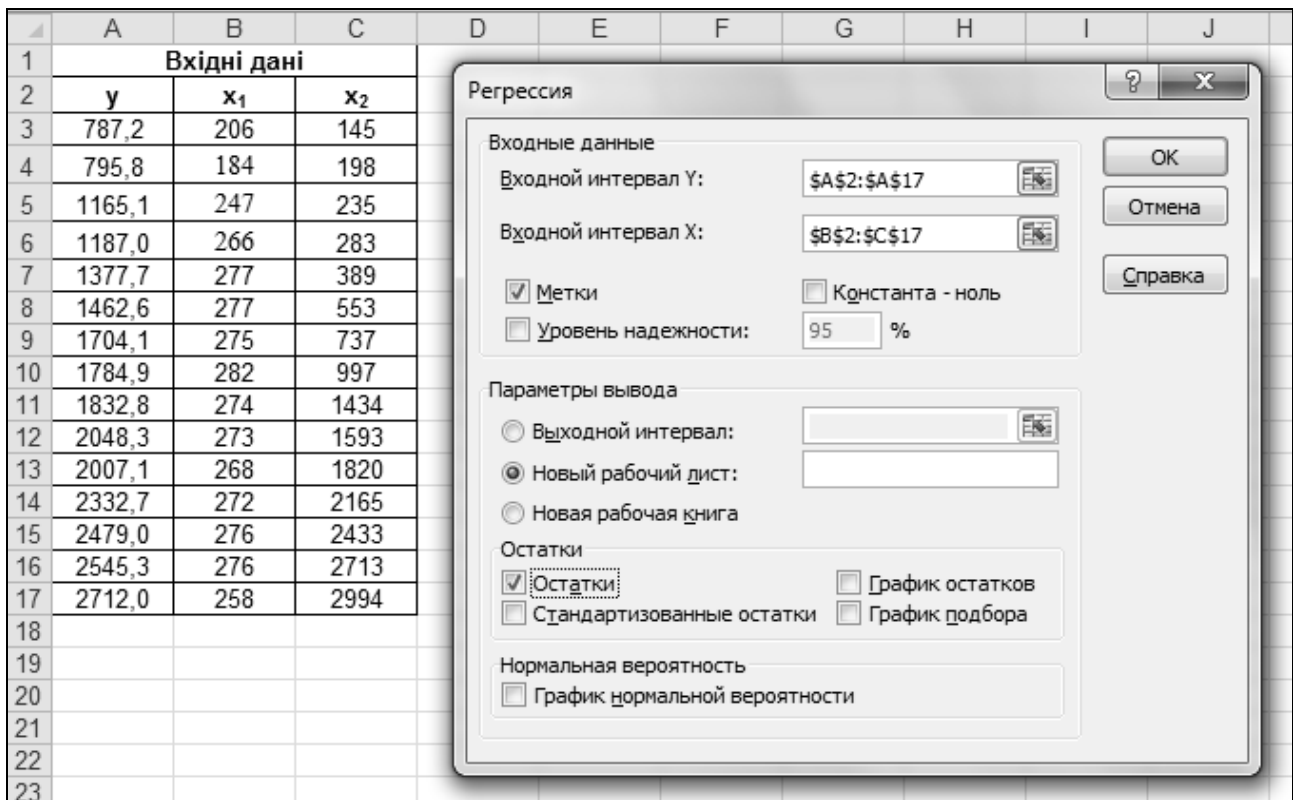 A B C D E F G H I J
1 Вхідні дані
2 y x₁ x₂
3 787,2 206 145
4 795,8 184 198
5 1165,1 247 235
6 1187,0 266 283
7 1377,7 277 389
8 1462,6 277 553
9 1704,1 275 737
10 1784,9 282 997
11 1832,8 274 1434
12 2048,3 273 1593
13 2007,1 268 1820
14 2332,7 272 2165
15 2479,0 276 2433
16 2545,3 276 2713
17 2712,0 258 2994
18
19
20
21
22
23
Регрессия
Входные данные
Входной интервал Y: $A$2:$A$17
Входной интервал X: $B$2:$C$17
Метки Константа - ноль
Уровень надежности: 95 %
Параметры вывода
Выходной интервал:
Новый рабочий лист:
Новая рабочая книга
Остатки
Остатки График остатков
Стандартизованные остатки График подбора
Нормальная вероятность
График нормальной вероятности
? X
ОК
Отмена
Справка